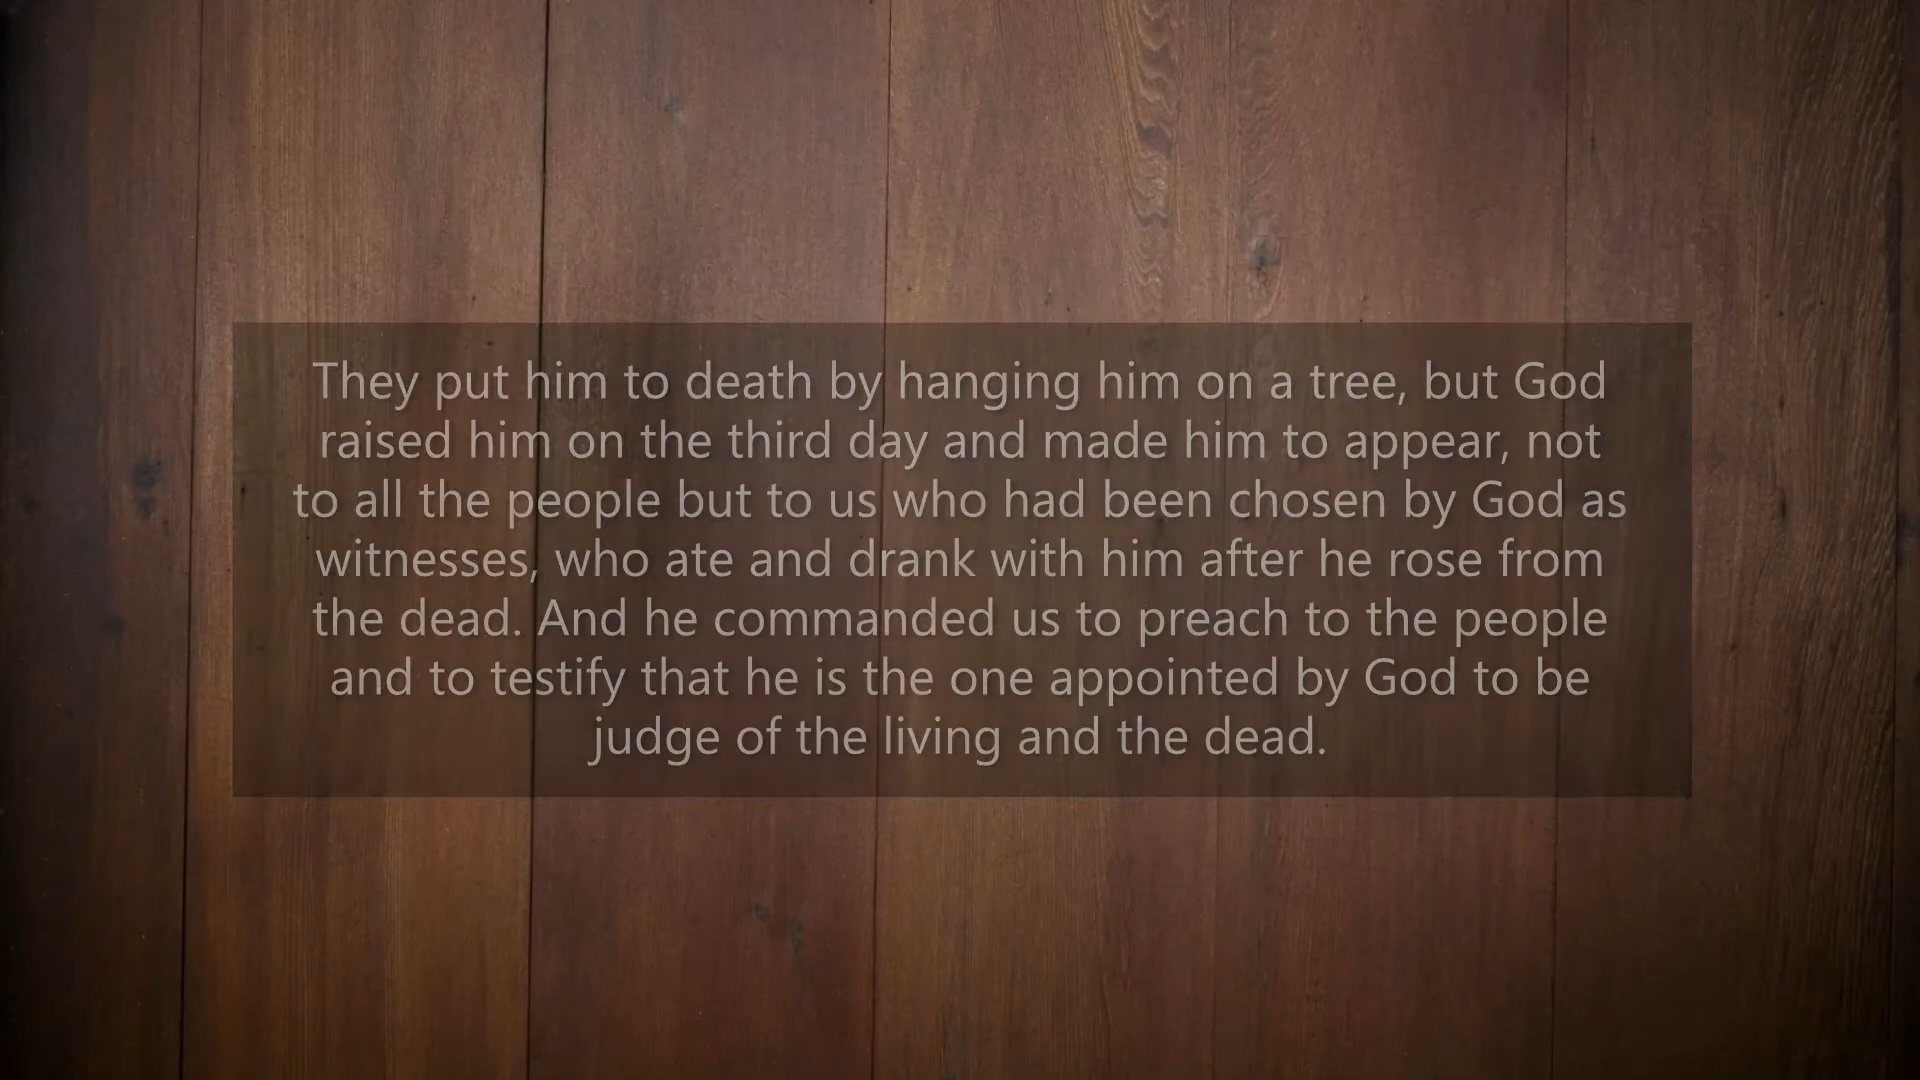 They put him to death by hanging him on a tree, but God
raised him on the third day and made him to appear, not
to all the people but to us who had been chosen by God as
witnesses, who ate and drank with him after he rose from
the dead. And he commanded us to preach to the people
and to testify that he is the one appointed by God to be
judge of the living and the dead.